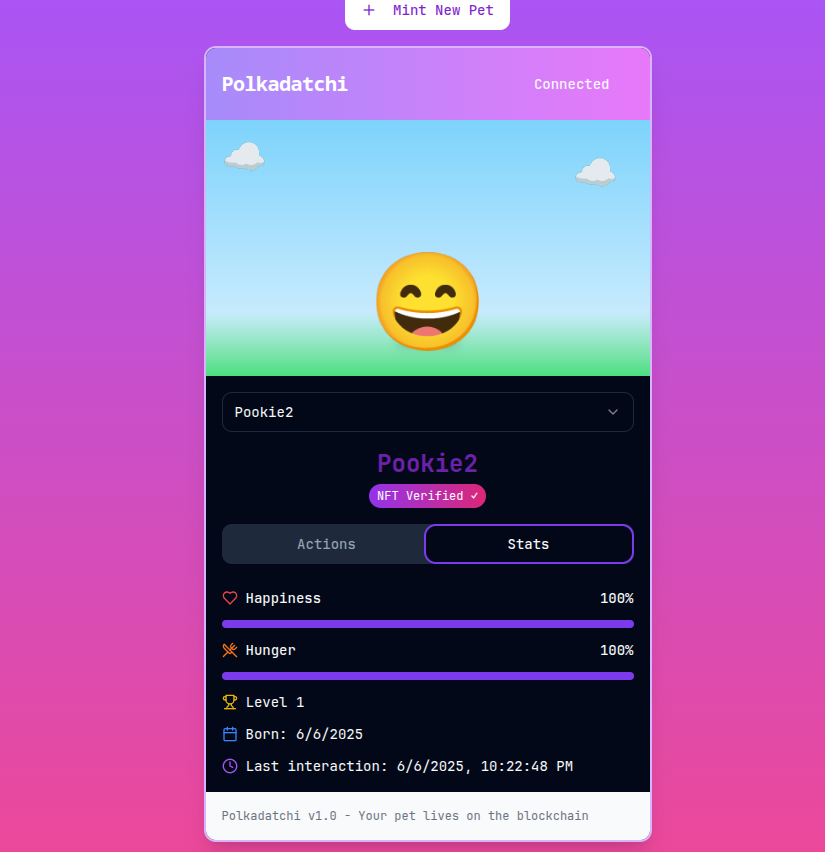 Mint New Pet
Polkadatchi
Connected
Pookie2
Pookie2
NFT Verified ✓
Actions
Stats
Happiness 100%
Hunger 100%
Level 1
Born: 6/6/2025
Last interaction: 6/6/2025, 10:22:48 PM
Polkadatchi v1.0 - Your pet lives on the blockchain